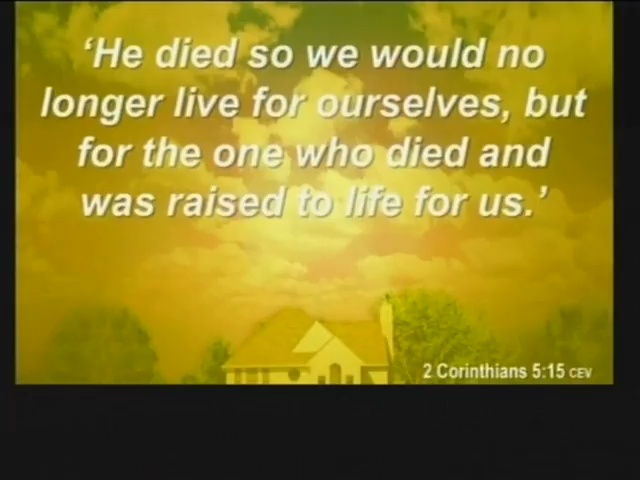 ‘He died so we would no
longer live for ourselves, but
for the one who died and
was raised to life for us.’
2 Corinthians 5:15 CEV